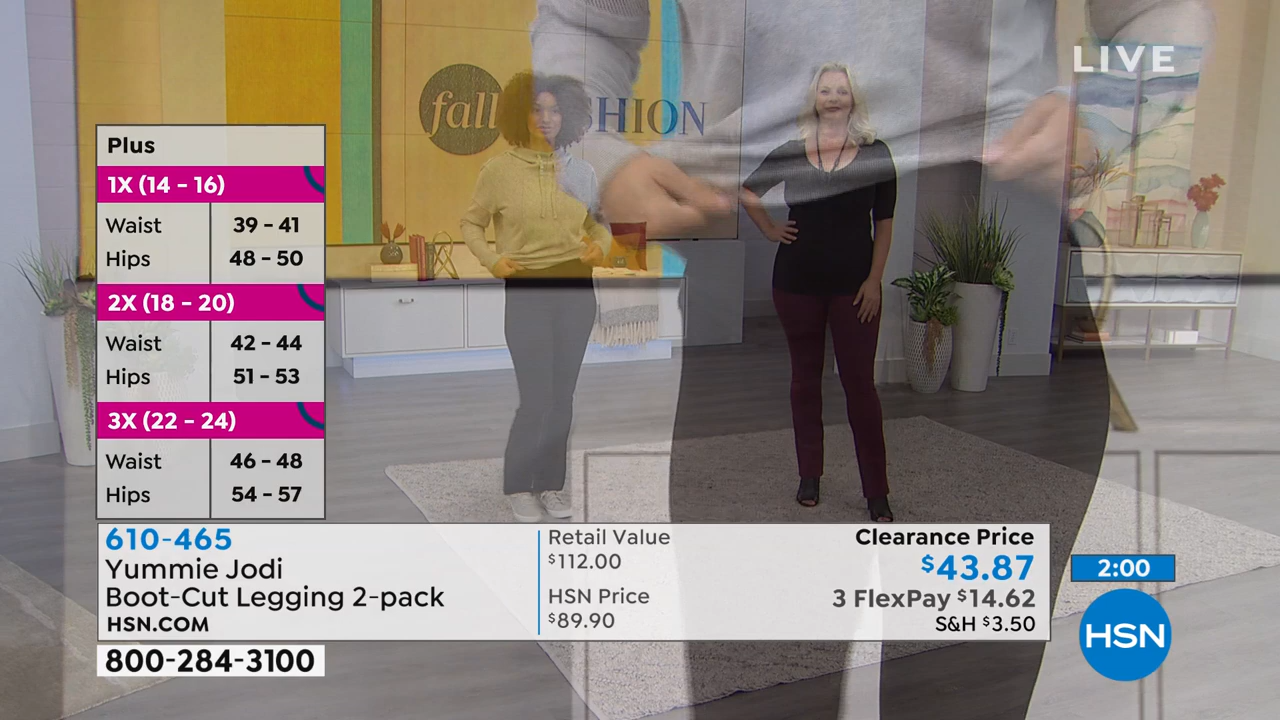 LIVE
fall
HION
Plus
1X (14 - 16)
Waist 39 - 41
Hips 48 - 50
2X (18 - 20)
Waist 42 - 44
Hips 51 - 53
3X (22 - 24)
Waist 46 - 48
Hips 54 - 57
610-465
Yummie Jodi
Boot-Cut Legging 2-pack
HSN.COM
Retail Value
$112.00
HSN Price
$89.90
Clearance Price
$43.87
3 FlexPay $14.62
S&H $3.50
2:00
HSN
800-284-3100